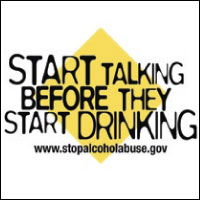 START TALKING
BEFORE THEY
START DRINKING
www.stopalcoholabuse.gov